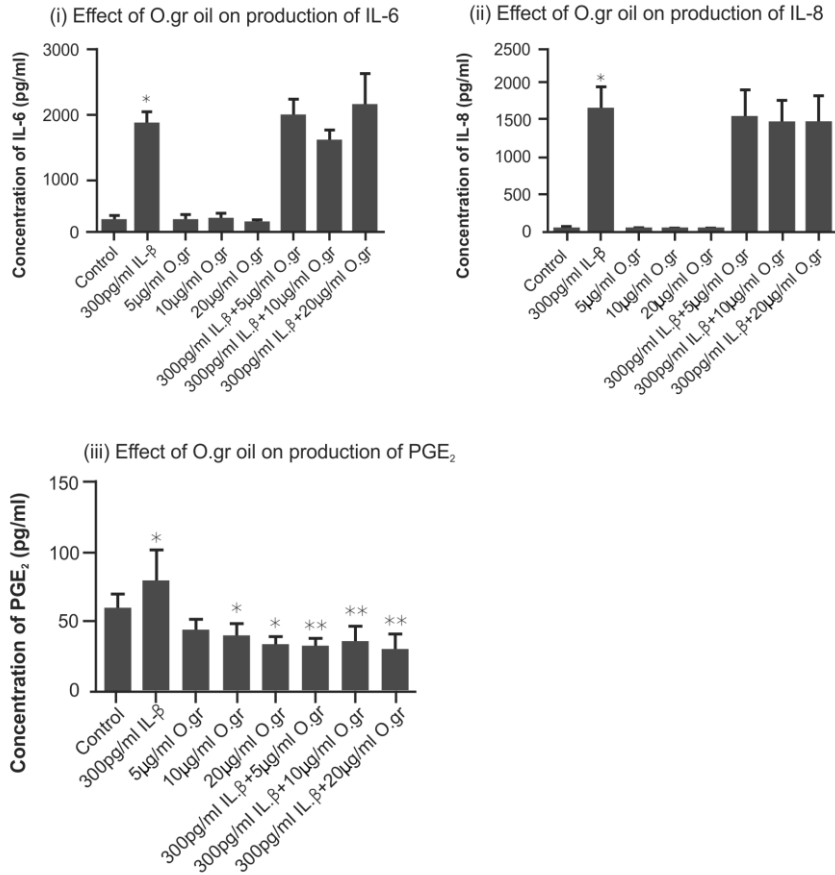 (i) Effect of O.gr oil on production of IL-6
Concentration of IL-6 (pg/ml)
3000
2000
1000
0
*
Control
300pg/ml IL-β
5µg/ml O.gr
10µg/ml O.gr
20µg/ml O.gr
300pg/ml IL.β+5µg/ml O.gr
300pg/ml IL.β+10µg/ml O.gr
300pg/ml IL.β+20µg/ml O.gr
(ii) Effect of O.gr oil on production of IL-8
Concentration of IL-8 (pg/ml)
2500
2000
1500
1000
500
0
*
Control
300pg/ml IL-β
5µg/ml O.gr
10µg/ml O.gr
20µg/ml O.gr
300pg/ml IL.β+5µg/ml O.gr
300pg/ml IL.β+10µg/ml O.gr
300pg/ml IL.β+20µg/ml O.gr
(iii) Effect of O.gr oil on production of PGE₂
Concentration of PGE₂ (pg/ml)
150
100
50
0
*
*
*
**
**
**
Control
300pg/ml IL-β
5µg/ml O.gr
10µg/ml O.gr
20µg/ml O.gr
300pg/ml IL.β+5µg/ml O.gr
300pg/ml IL.β+10µg/ml O.gr
300pg/ml IL.β+20µg/ml O.gr